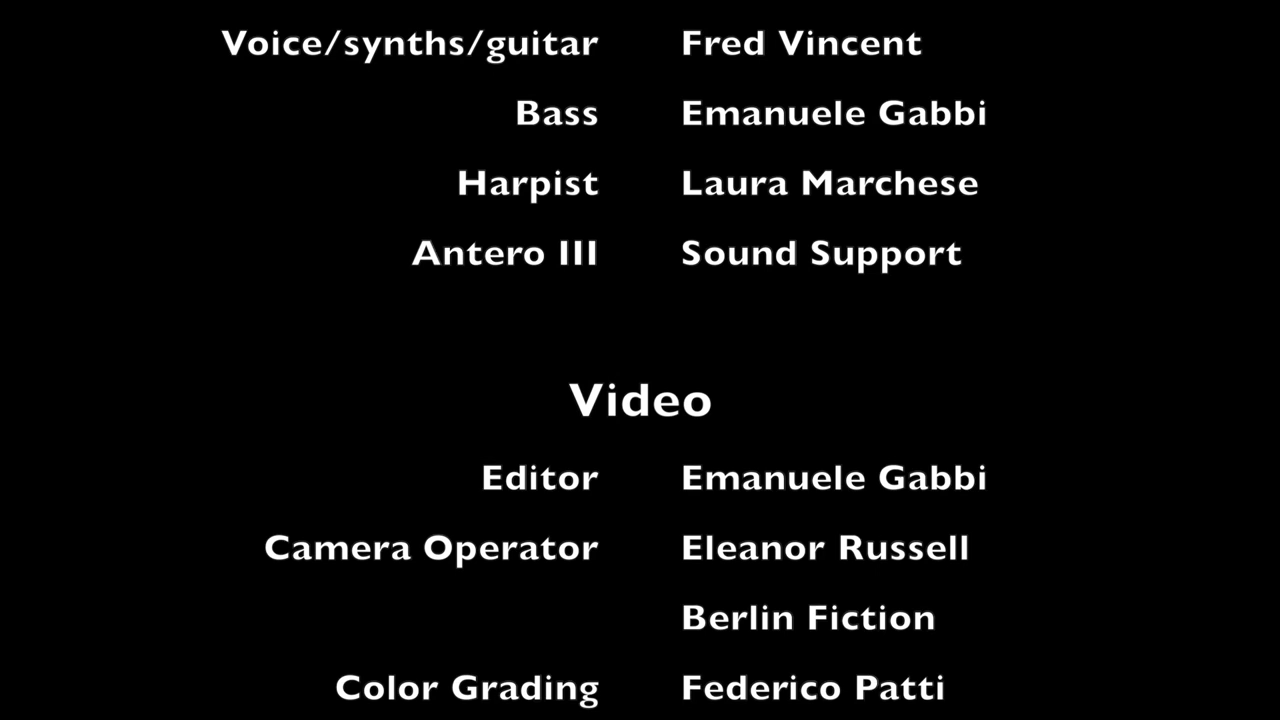 Voice/synths/guitar Fred Vincent
Bass Emanuele Gabbi
Harpist Laura Marchese
Antero III Sound Support
Video
Editor Emanuele Gabbi
Camera Operator Eleanor Russell
Berlin Fiction
Color Grading Federico Patti